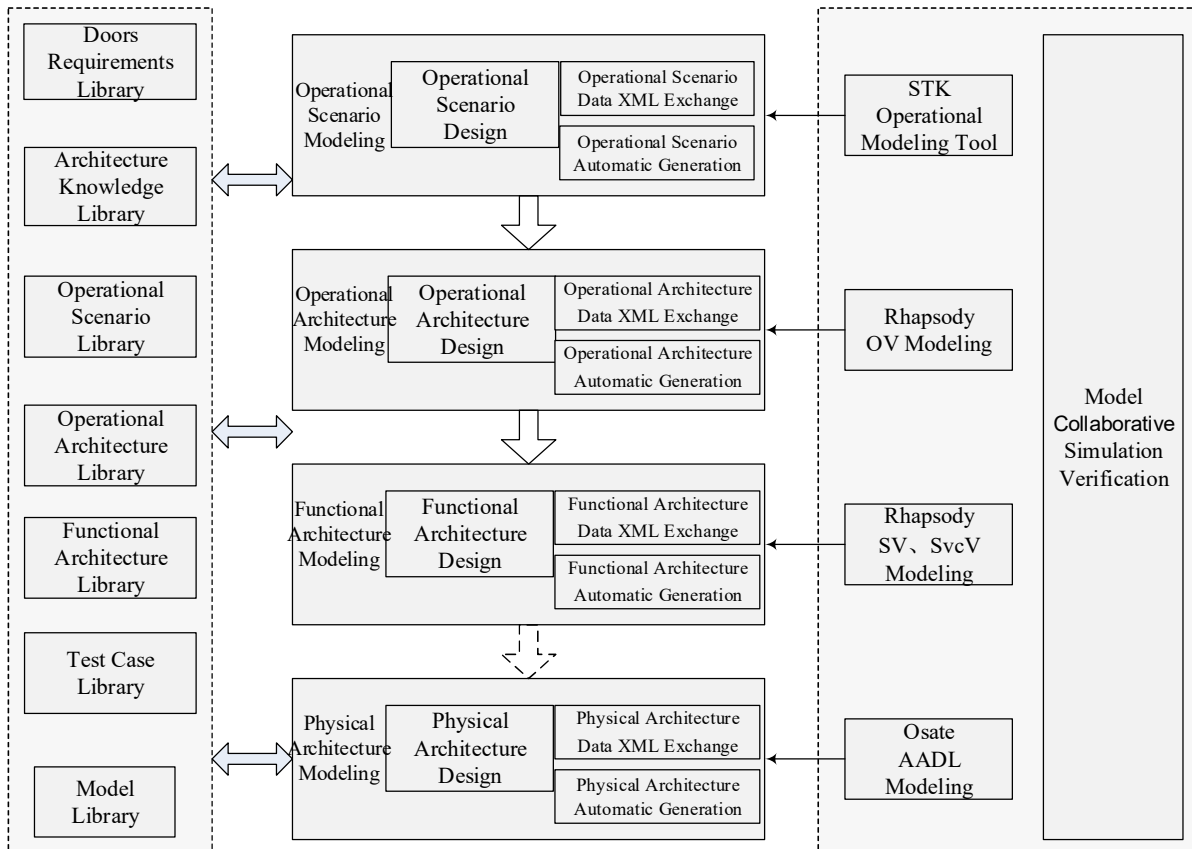 Doors
Requirements
Library
Architecture
Knowledge
Library
Operational
Scenario
Library
Operational
Architecture
Library
Functional
Architecture
Library
Test Case
Library
Model
Library
Operational
Scenario
Modeling
Operational
Scenario
Design
Operational Scenario
Data XML Exchange
Operational Scenario
Automatic Generation
Operational
Architecture
Modeling
Operational
Architecture
Design
Operational Architecture
Data XML Exchange
Operational Architecture
Automatic Generation
Functional
Architecture
Modeling
Functional
Architecture
Design
Functional Architecture
Data XML Exchange
Functional Architecture
Automatic Generation
Physical
Architecture
Modeling
Physical
Architecture
Design
Physical Architecture
Data XML Exchange
Physical Architecture
Automatic Generation
STK
Operational
Modeling Tool
Rhapsody
OV Modeling
Rhapsody
SV、SvcV
Modeling
Osate
AADL
Modeling
Model
Collaborative
Simulation
Verification